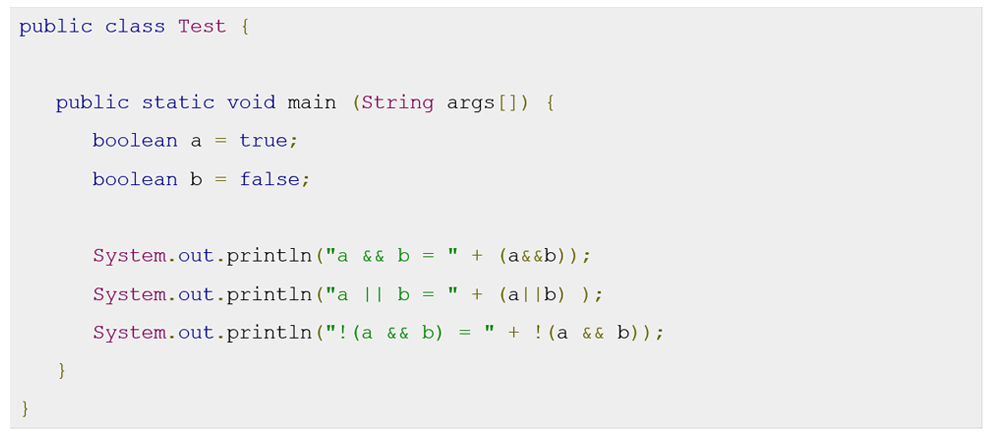 public class Test {
public static void main (String args[]) {
boolean a = true;
boolean b = false;
System.out.println("a && b = " + (a&&b));
System.out.println("a || b = " + (a||b) );
System.out.println("!(a && b) = " + !(a && b));
}
}